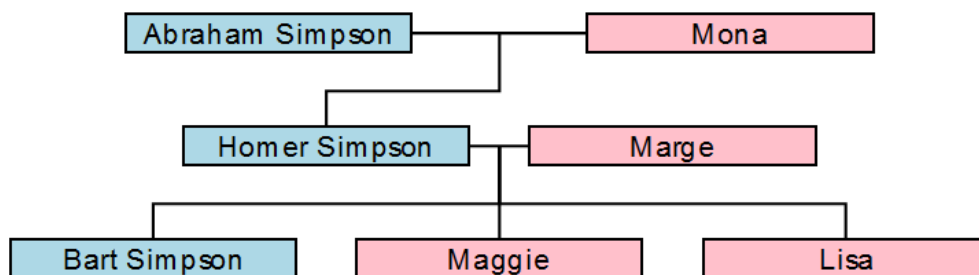 Abraham Simpson
Mona
Homer Simpson
Marge
Bart Simpson
Maggie
Lisa